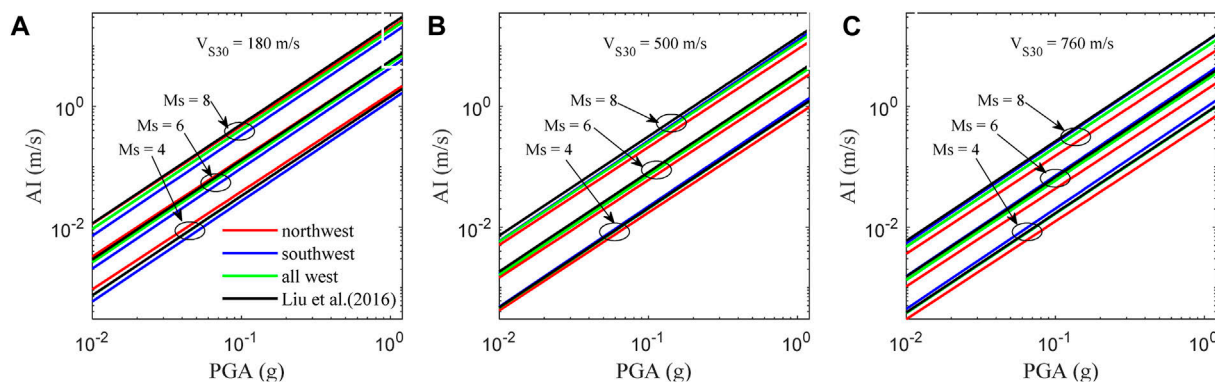 A
V_S30 = 180 m/s
Ms = 8
Ms = 6
Ms = 4
northwest
southwest
all west
Liu et al.(2016)
AI (m/s)
10^0
10^-2
10^-2
10^-1
10^0
PGA (g)
B
V_S30 = 500 m/s
Ms = 8
Ms = 6
Ms = 4
AI (m/s)
10^0
10^-2
10^-2
10^-1
10^0
PGA (g)
C
V_S30 = 760 m/s
Ms = 8
Ms = 6
Ms = 4
AI (m/s)
10^0
10^-2
10^-2
10^-1
10^0
PGA (g)